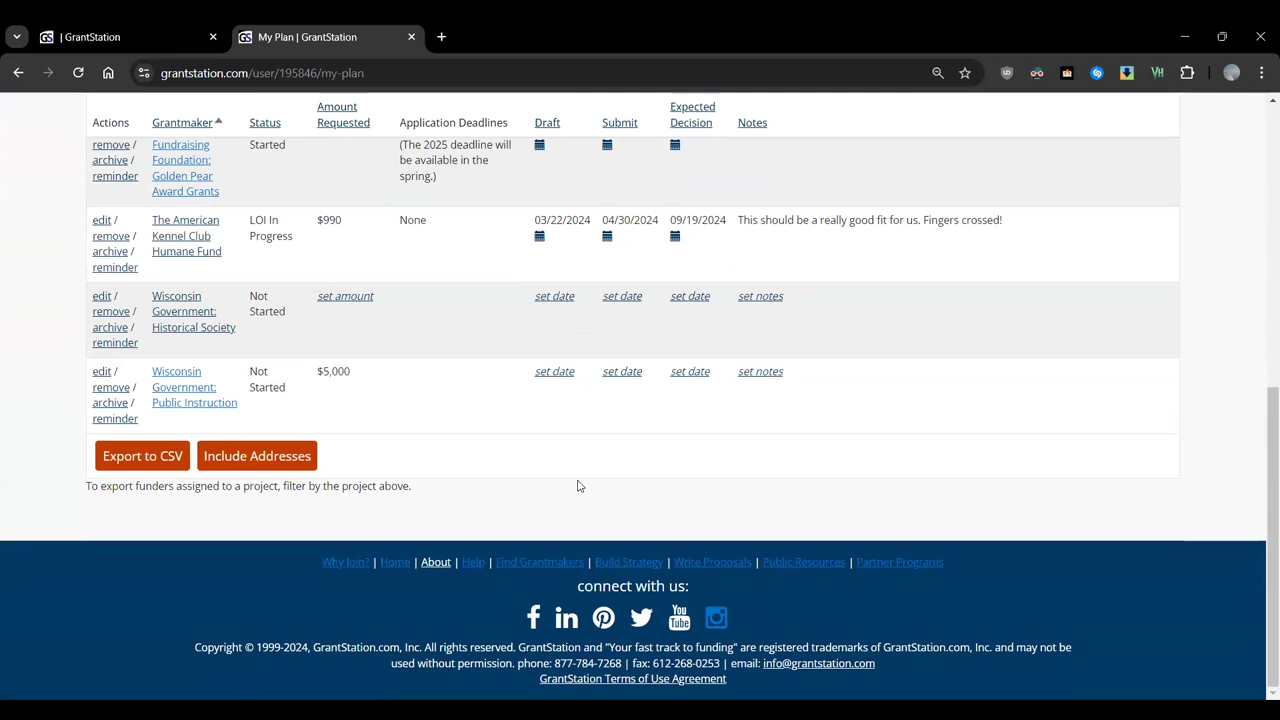 | GrantStation
My Plan | GrantStation
grantstation.com/user/195846/my-plan
Actions
Grantmaker
Status
Amount
Requested
Application Deadlines
Draft
Submit
Expected
Decision
Notes
remove /
archive /
reminder
Fundraising
Foundation:
Golden Pear
Award Grants
Started
(The 2025 deadline will
be available in the
spring.)
edit /
remove /
archive /
reminder
The American
Kennel Club
Humane Fund
LOI In
Progress
$990
None
03/22/2024
04/30/2024
09/19/2024
This should be a really good fit for us. Fingers crossed!
edit /
remove /
archive /
reminder
Wisconsin
Government:
Historical Society
Not
Started
set amount
set date
set date
set date
set notes
edit /
remove /
archive /
reminder
Wisconsin
Government:
Public Instruction
Not
Started
$5,000
set date
set date
set date
set notes
Export to CSV
Include Addresses
To export funders assigned to a project, filter by the project above.
Why Join? | Home | About | Help | Find Grantmakers | Build Strategy | Write Proposals | Public Resources | Partner Programs
connect with us:
You
Tube
Copyright © 1999-2024, GrantStation.com, Inc. All rights reserved. GrantStation and "Your fast track to funding" are registered trademarks of GrantStation.com, Inc. and may not be
used without permission. phone: 877-784-7268 | fax: 612-268-0253 | email: info@grantstation.com
GrantStation Terms of Use Agreement